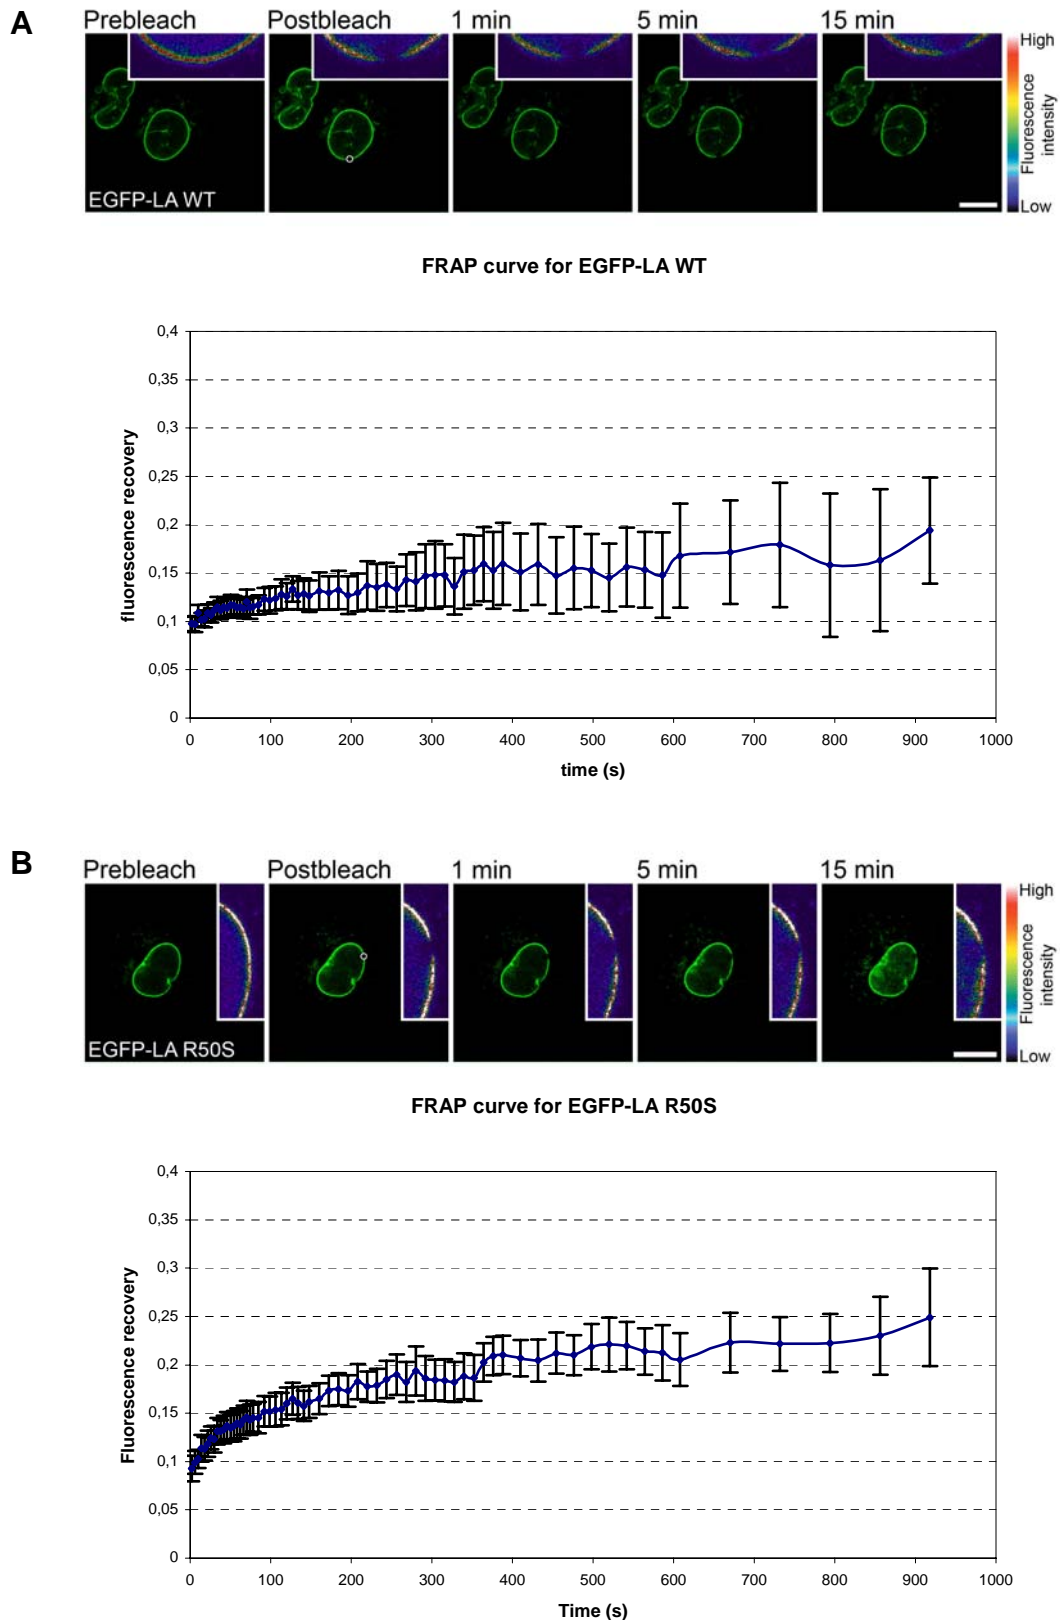 A
Prebleach Postbleach 1 min 5 min 15 min
High
Fluorescence
intensity
Low
EGFP-LA WT
FRAP curve for EGFP-LA WT
fluorescence recovery
0,4
0,35
0,3
0,25
0,2
0,15
0,1
0,05
0
0 100 200 300 400 500 600 700 800 900 1000
time (s)
B
Prebleach Postbleach 1 min 5 min 15 min
High
Fluorescence
intensity
Low
EGFP-LA R50S
FRAP curve for EGFP-LA R50S
Fluorescence recovery
0,4
0,35
0,3
0,25
0,2
0,15
0,1
0,05
0
0 100 200 300 400 500 600 700 800 900 1000
Time (s)